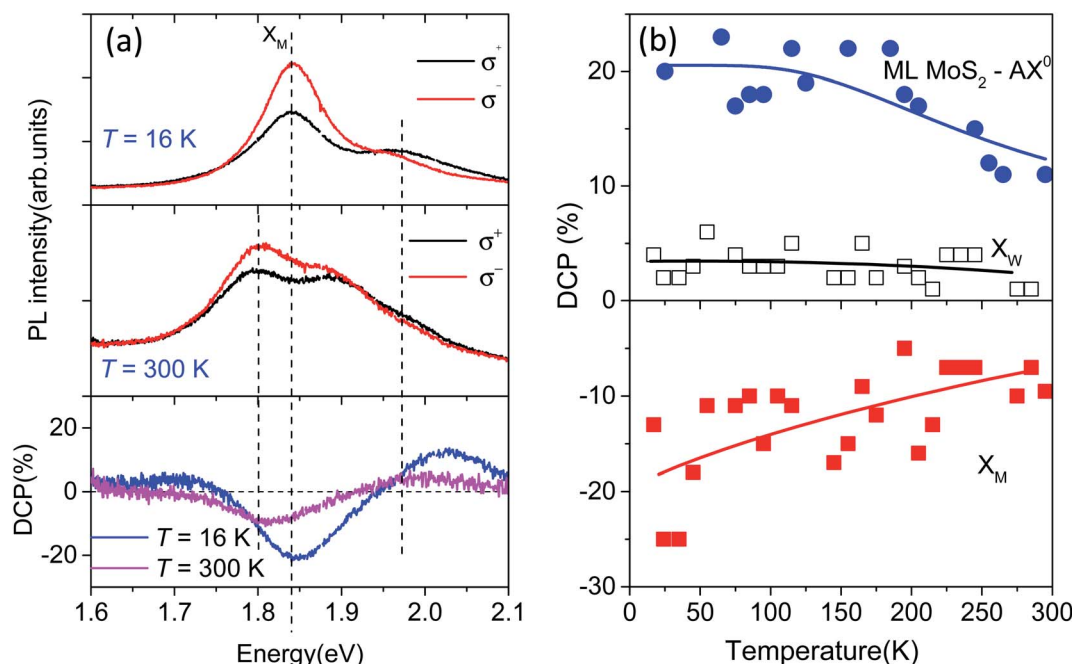 (a)
X_M
σ⁺
σ⁻
T = 16 K
σ⁺
σ⁻
T = 300 K
PL intensity(arb.units)
20
0
-20
DCP(%)
T = 16 K
T = 300 K
1.6 1.7 1.8 1.9 2.0 2.1
Energy(eV)
(b)
ML MoS₂ - AX⁰
20
10
0
X_W
DCP (%)
-10
-20
-30
X_M
0 50 100 150 200 250 300
Temperature(K)